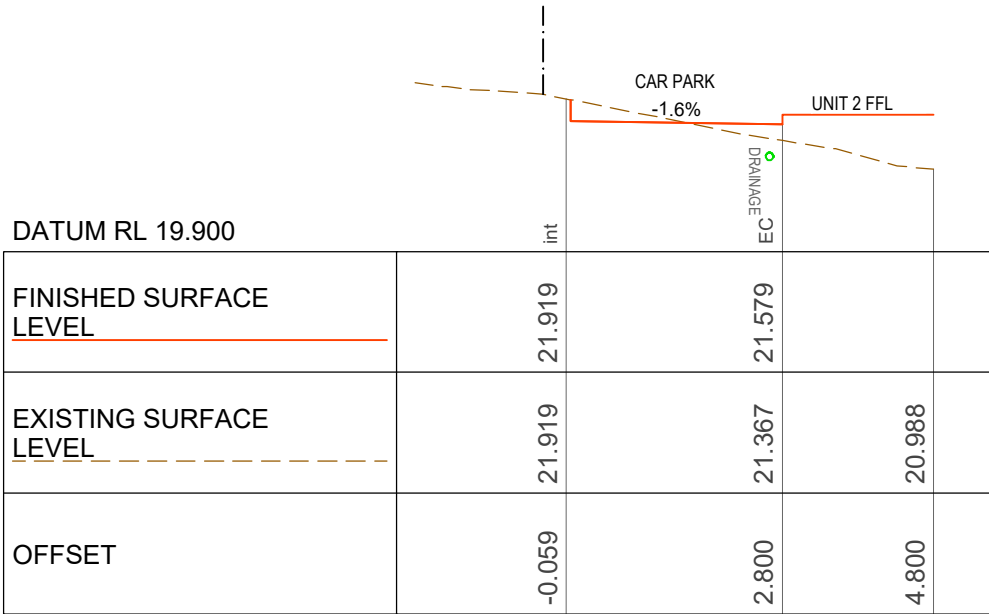 CAR PARK
-1.6%
UNIT 2 FFL
DRAINAGE
DATUM RL 19.900
int
EC
FINISHED SURFACE
LEVEL
21.919
21.579
EXISTING SURFACE
LEVEL
21.919
21.367
20.988
OFFSET
-0.059
2.800
4.800